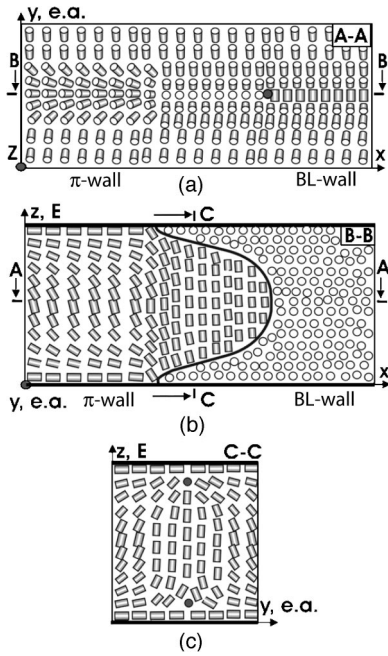 y, e.a.
A-A
B
B
Z
x
π-wall
BL-wall
(a)
C
z, E
B-B
A
A
x
y, e.a.
π-wall
C
BL-wall
(b)
z, E
C-C
y, e.a.
(c)